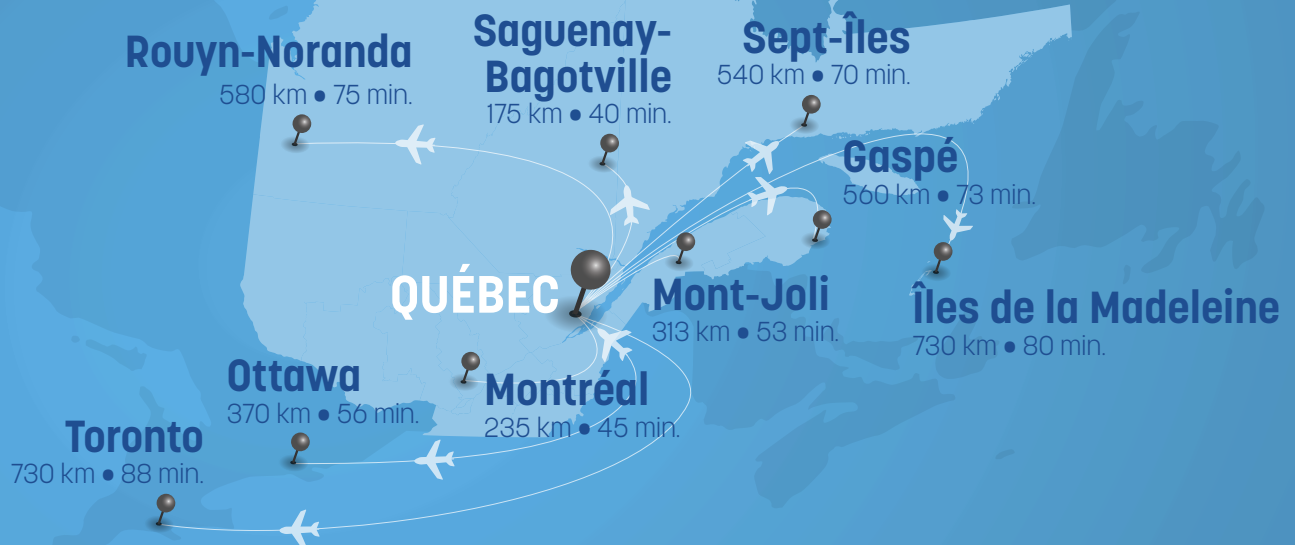 Rouyn-Noranda
580 km • 75 min.
Saguenay-
Bagotville
175 km • 40 min.
Sept-Îles
540 km • 70 min.
Gaspé
560 km • 73 min.
QUÉBEC
Mont-Joli
313 km • 53 min.
Îles de la Madeleine
730 km • 80 min.
Ottawa
370 km • 56 min.
Montréal
235 km • 45 min.
Toronto
730 km • 88 min.